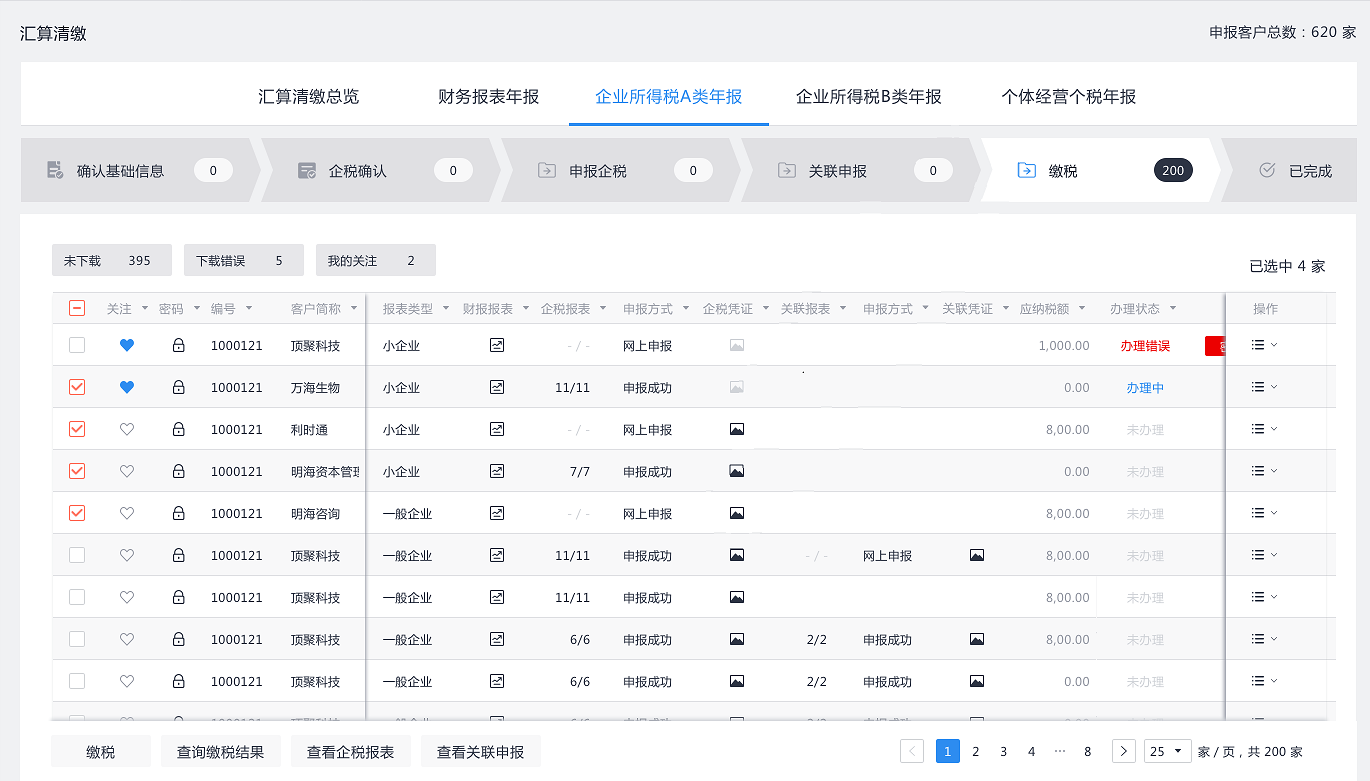 汇算清缴 申报客户总数：620 家
汇算清缴总览 财务报表年报 企业所得税A类年报 企业所得税B类年报 个体经营个税年报
确认基础信息 0 企税确认 0 申报企税 0 关联申报 0 缴税 200 已完成
未下载 395 下载错误 5 我的关注 2
已选中 4 家
关注 密码 编号 客户简称 报表类型 财报报表 企税报表 申报方式 企税凭证 关联报表 申报方式 关联凭证 应纳税额 办理状态 操作
1000121 顶聚科技 小企业 - / - 网上申报 1,000.00 办理错误
1000121 万海生物 小企业 11/11 申报成功 0.00 办理中
1000121 利时通 小企业 - / - 网上申报 8,00.00 未办理
1000121 明海资本管理 小企业 7/7 申报成功 0.00 未办理
1000121 明海咨询 一般企业 - / - 网上申报 8,00.00 未办理
1000121 顶聚科技 一般企业 11/11 申报成功 - / - 网上申报 8,00.00 未办理
1000121 顶聚科技 一般企业 11/11 申报成功 8,00.00 未办理
1000121 顶聚科技 一般企业 6/6 申报成功 2/2 申报成功 8,00.00 未办理
1000121 顶聚科技 一般企业 6/6 申报成功 2/2 申报成功 0.00 未办理
缴税 查询缴税结果 查看企税报表 查看关联申报 1 2 3 4 ··· 8 25 家 / 页，共 200 家